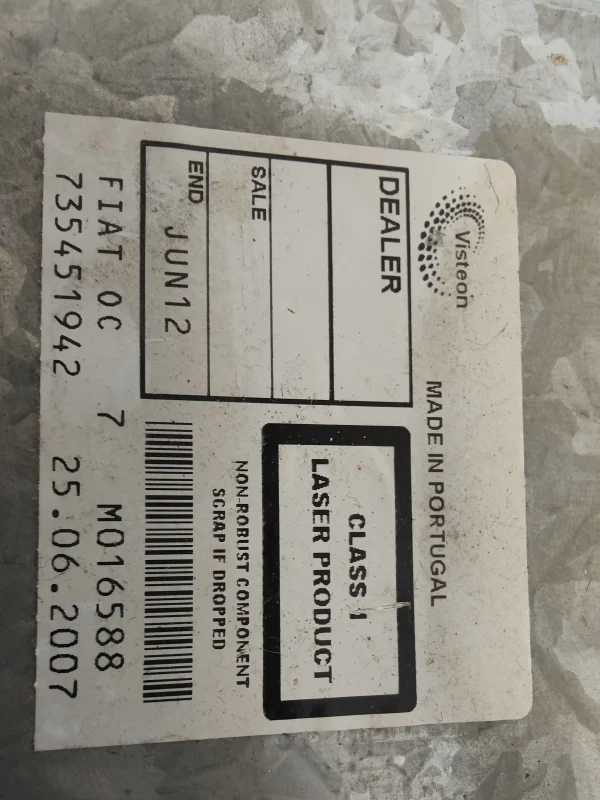 Visteon
MADE IN PORTUGAL
DEALER
SALE
END JUN12
CLASS 1
LASER PRODUCT
NON-ROBUST COMPONENT
SCRAP IF DROPPED
FIAT OC 7 M016588
735451942 25.06.2007